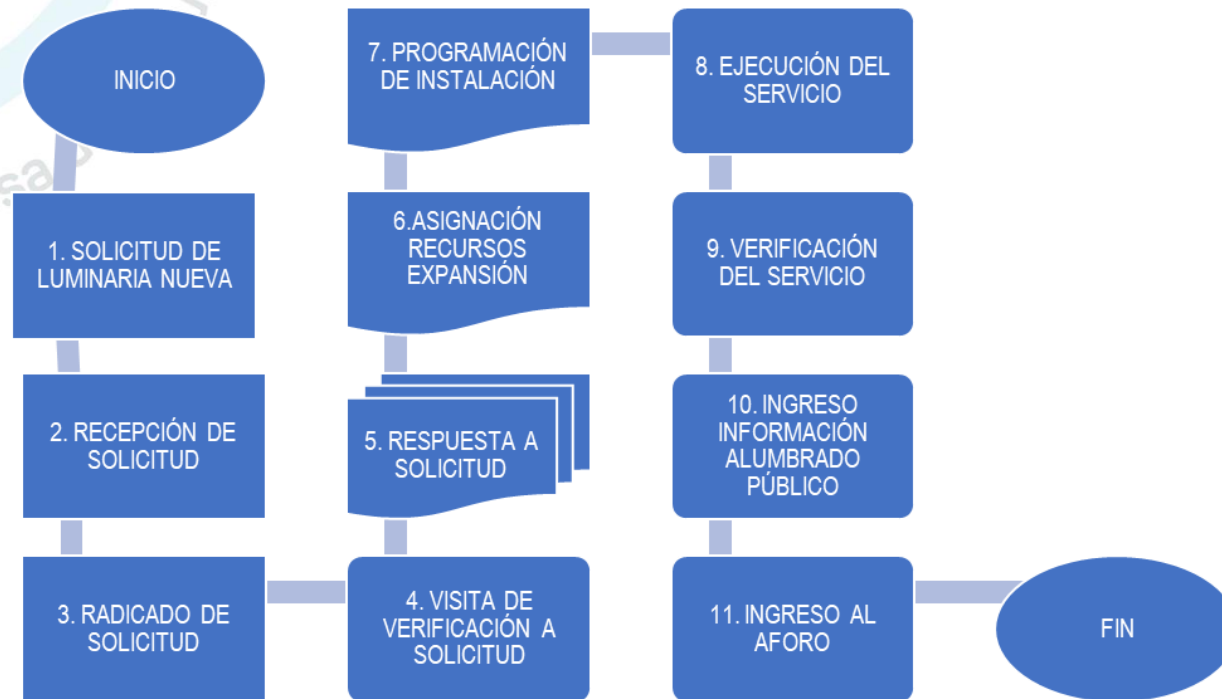 INICIO
1. SOLICITUD DE
LUMINARIA NUEVA
2. RECEPCIÓN DE
SOLICITUD
3. RADICADO DE
SOLICITUD
4. VISITA DE
VERIFICACIÓN A
SOLICITUD
5. RESPUESTA A
SOLICITUD
6.ASIGNACIÓN
RECURSOS
EXPANSIÓN
7. PROGRAMACIÓN
DE INSTALACIÓN
8. EJECUCIÓN DEL
SERVICIO
9. VERIFICACIÓN
DEL SERVICIO
10. INGRESO
INFORMACIÓN
ALUMBRADO
PÚBLICO
11. INGRESO AL
AFORO
FIN